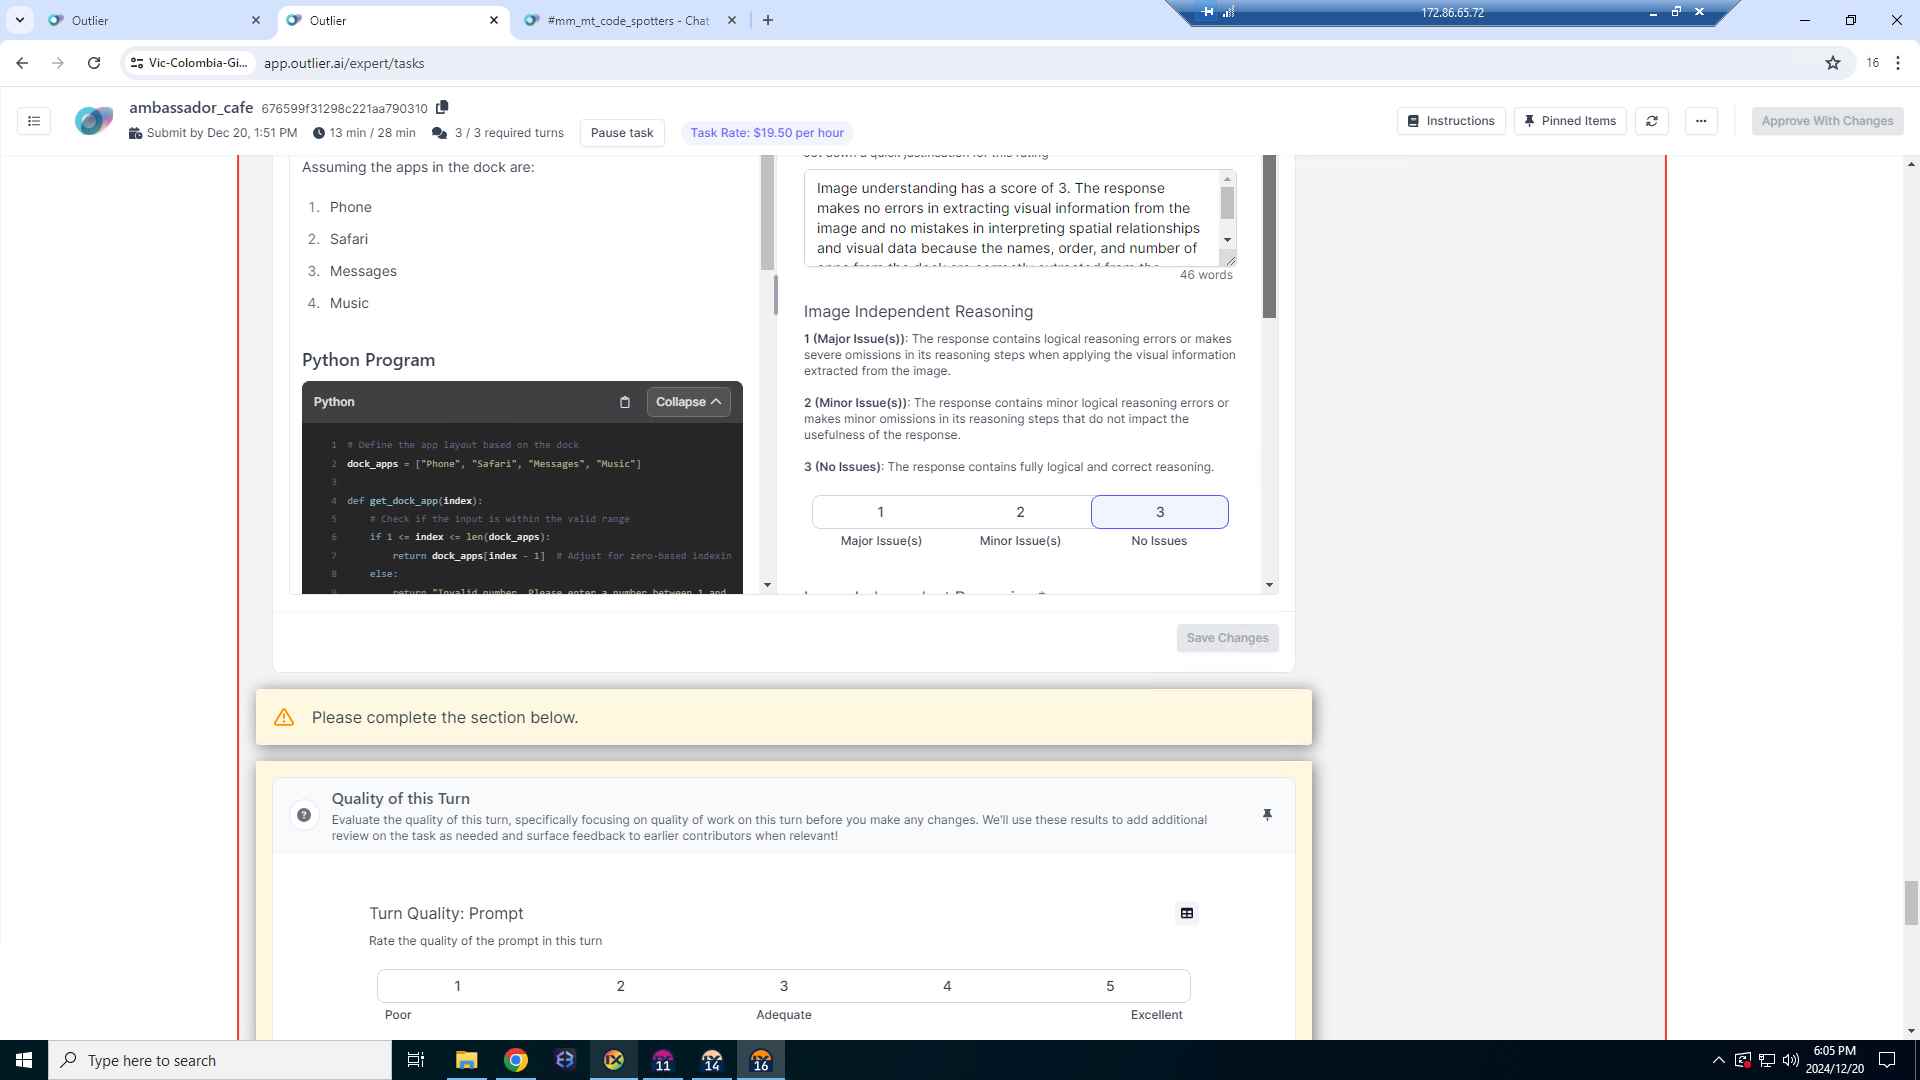 Outlier
Outlier
#mm_mt_code_spotters - Chat
172.86.65.72
Vic-Colombia-Gi...
app.outlier.ai/expert/tasks
16
ambassador_cafe 676599f31298c221aa790310
Submit by Dec 20, 1:51 PM
13 min / 28 min
3 / 3 required turns
Pause task
Task Rate: $19.50 per hour
Instructions
Pinned Items
Approve With Changes
Assuming the apps in the dock are:
1. Phone
2. Safari
3. Messages
4. Music
Python Program
Python
Collapse
1 # Define the app layout based on the dock
2 dock_apps = ["Phone", "Safari", "Messages", "Music"]
3
4 def get_dock_app(index):
5 # Check if the input is within the valid range
6 if 1 <= index <= len(dock_apps):
7 return dock_apps[index - 1] # Adjust for zero-based indexin
8 else:
return "Invalid number. Please enter a number between 1 and
Image understanding has a score of 3. The response
makes no errors in extracting visual information from the
image and no mistakes in interpreting spatial relationships
and visual data because the names, order, and number of
46 words
Image Independent Reasoning
1 (Major Issue(s)): The response contains logical reasoning errors or makes
severe omissions in its reasoning steps when applying the visual information
extracted from the image.
2 (Minor Issue(s)): The response contains minor logical reasoning errors or
makes minor omissions in its reasoning steps that do not impact the
usefulness of the response.
3 (No Issues): The response contains fully logical and correct reasoning.
1 2 3
Major Issue(s) Minor Issue(s) No Issues
Save Changes
Please complete the section below.
Quality of this Turn
Evaluate the quality of this turn, specifically focusing on quality of work on this turn before you make any changes. We'll use these results to add additional
review on the task as needed and surface feedback to earlier contributors when relevant!
Turn Quality: Prompt
Rate the quality of the prompt in this turn
1 2 3 4 5
Poor Adequate Excellent
Type here to search
11
14
16
6:05 PM
2024/12/20